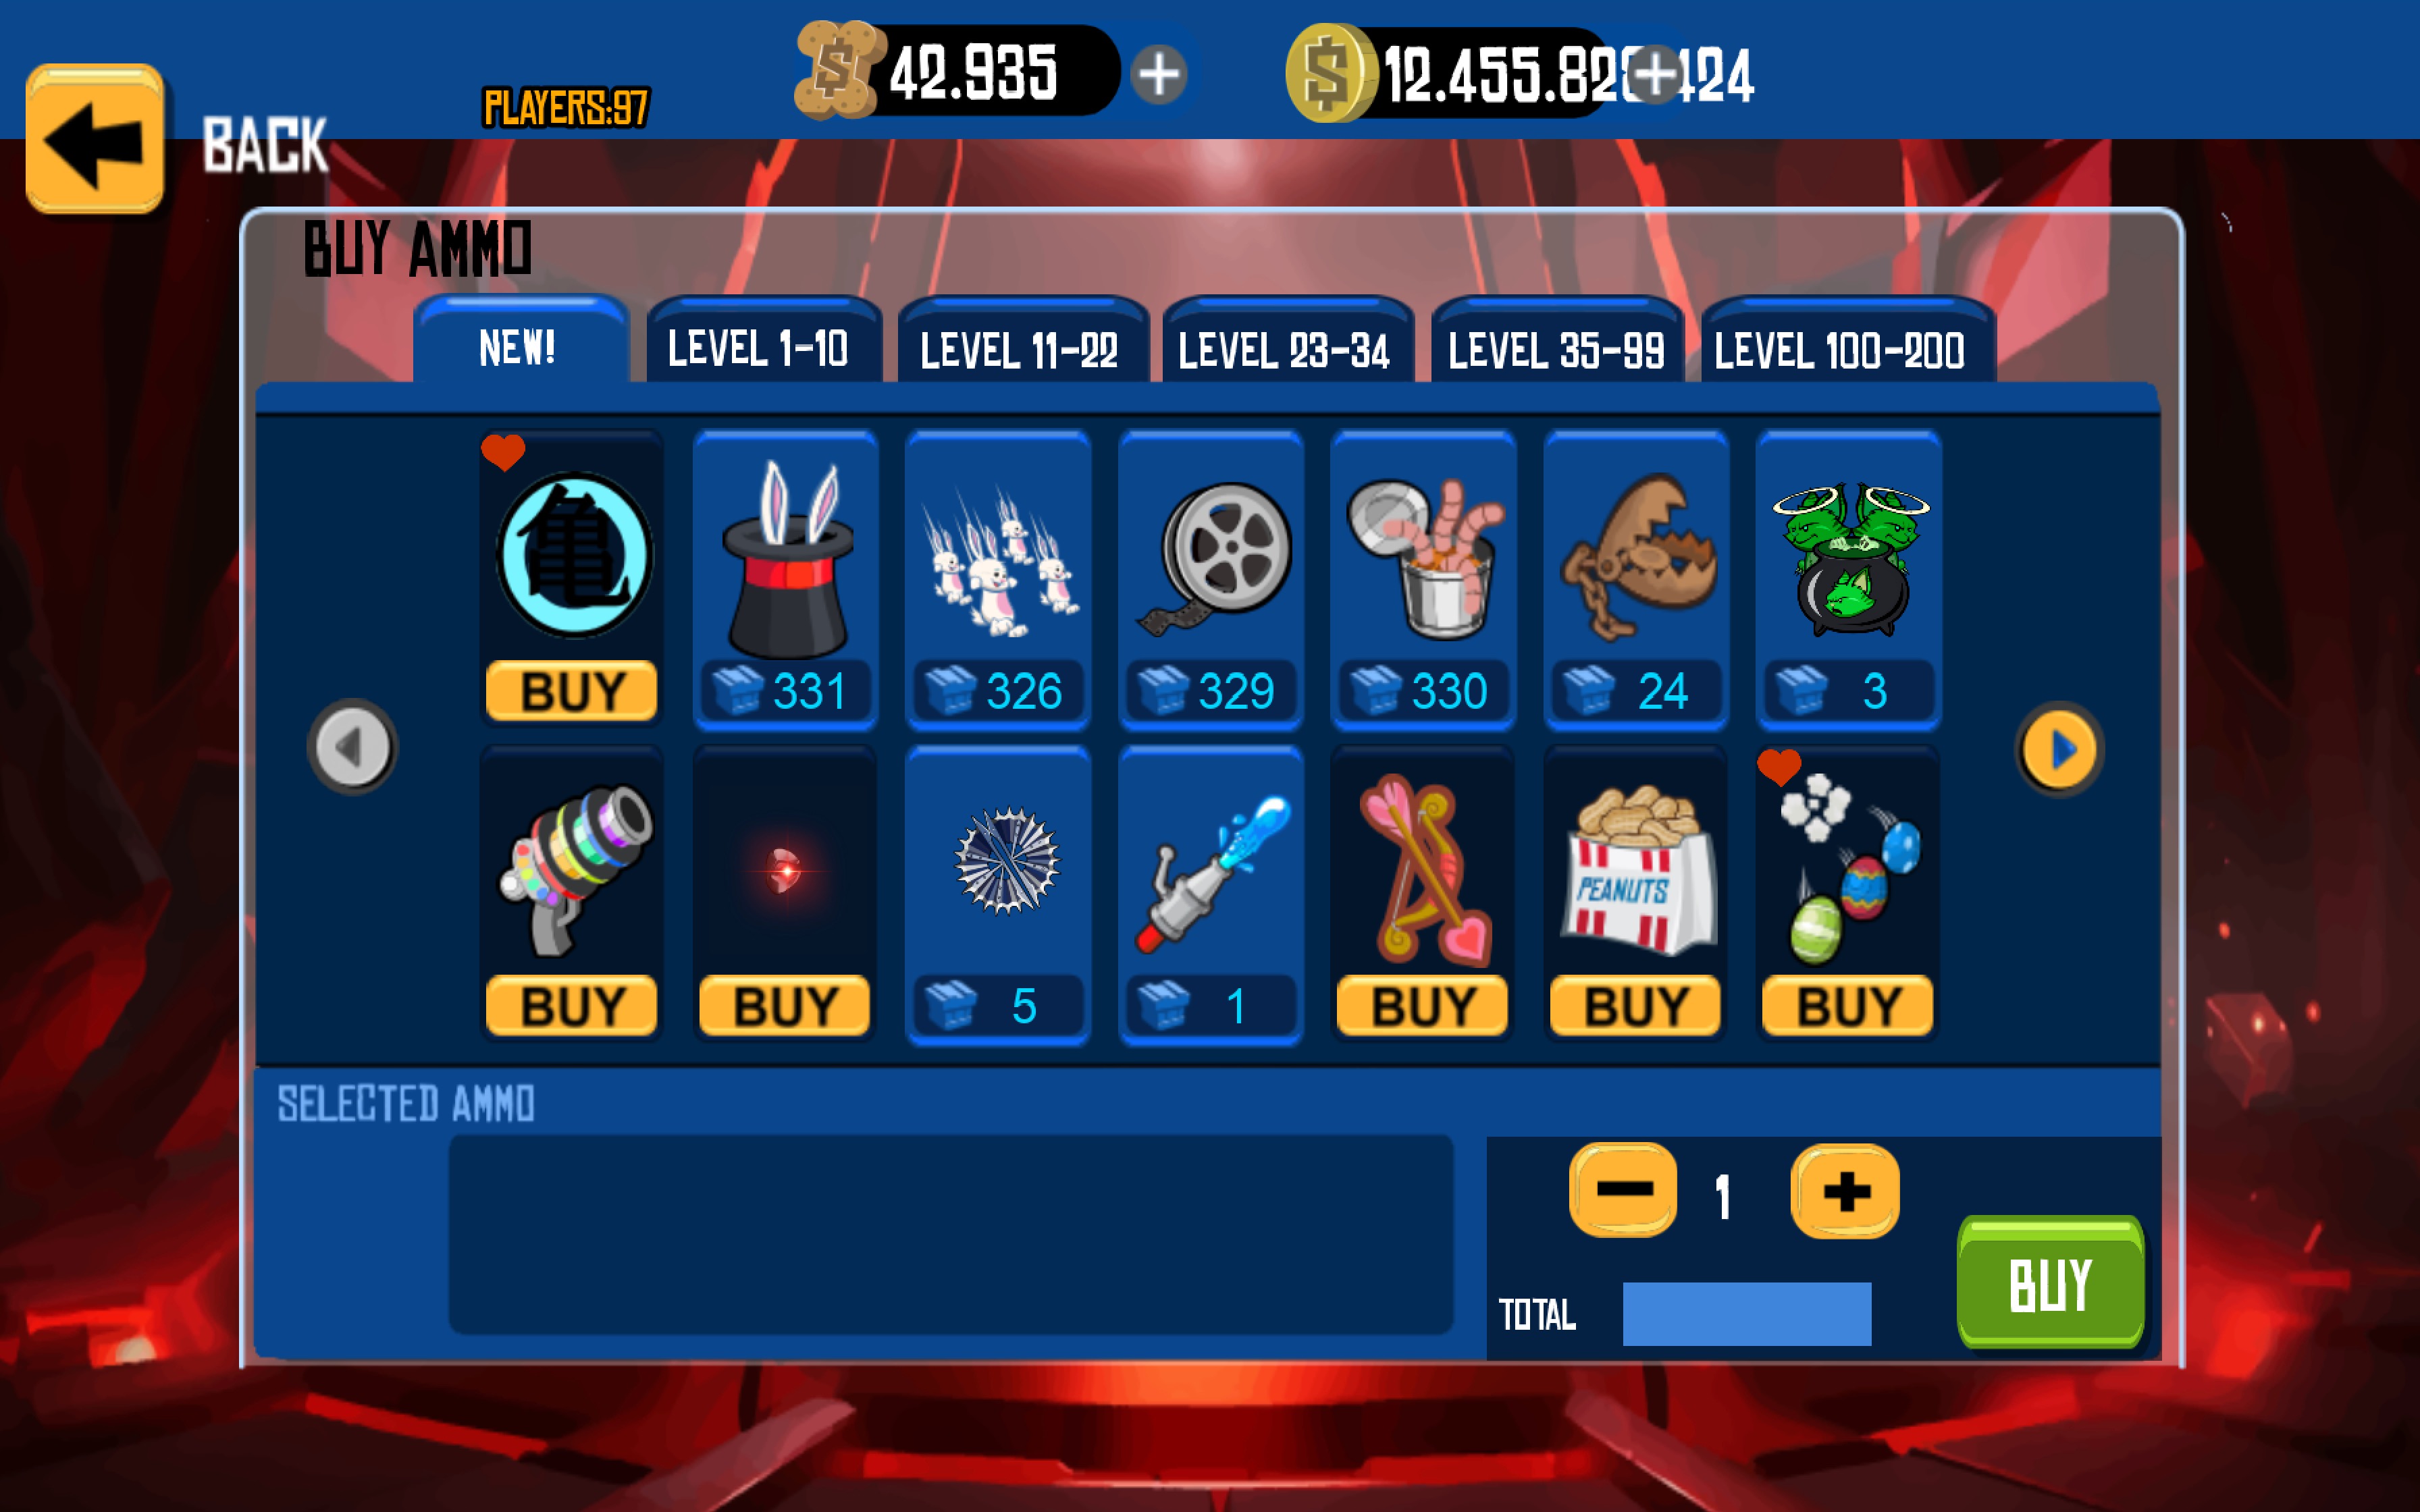 42.935
12.455.82 424
PLAYERS:97
BACK
BUY AMMO
NEW!
LEVEL 1-10
LEVEL 11-22
LEVEL 23-34
LEVEL 35-99
LEVEL 100-200
亀
BUY
331
326
329
330
24
3
PEANUTS
BUY
BUY
5
1
BUY
BUY
BUY
SELECTED AMMO
1
TOTAL
BUY